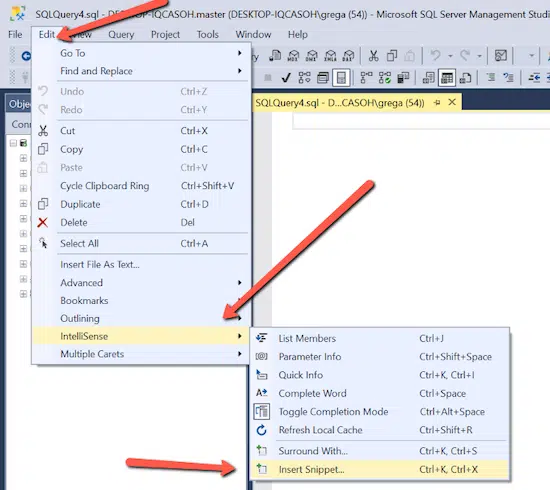 SQLQuery4.sql - DESKTOP-IQCASOH.master (DESKTOP-IQCASOH\grega (54)) - Microsoft SQL Server Management Studi
File Edit View Query Project Tools Window Help
SQLQuery4.sql - D...CASOH\grega (54))
Go To
Find and Replace
Undo Ctrl+Z
Redo Ctrl+Y
Cut Ctrl+X
Copy Ctrl+C
Paste Ctrl+V
Cycle Clipboard Ring Ctrl+Shift+V
Duplicate Ctrl+D
Delete Del
Select All Ctrl+A
Insert File As Text...
Advanced
Bookmarks
Outlining
IntelliSense
Multiple Carets
List Members Ctrl+J
Parameter Info Ctrl+Shift+Space
Quick Info Ctrl+K, Ctrl+I
Complete Word Ctrl+Space
Toggle Completion Mode Ctrl+Alt+Space
Refresh Local Cache Ctrl+Shift+R
Surround With... Ctrl+K, Ctrl+S
Insert Snippet... Ctrl+K, Ctrl+X
Obje
Conn